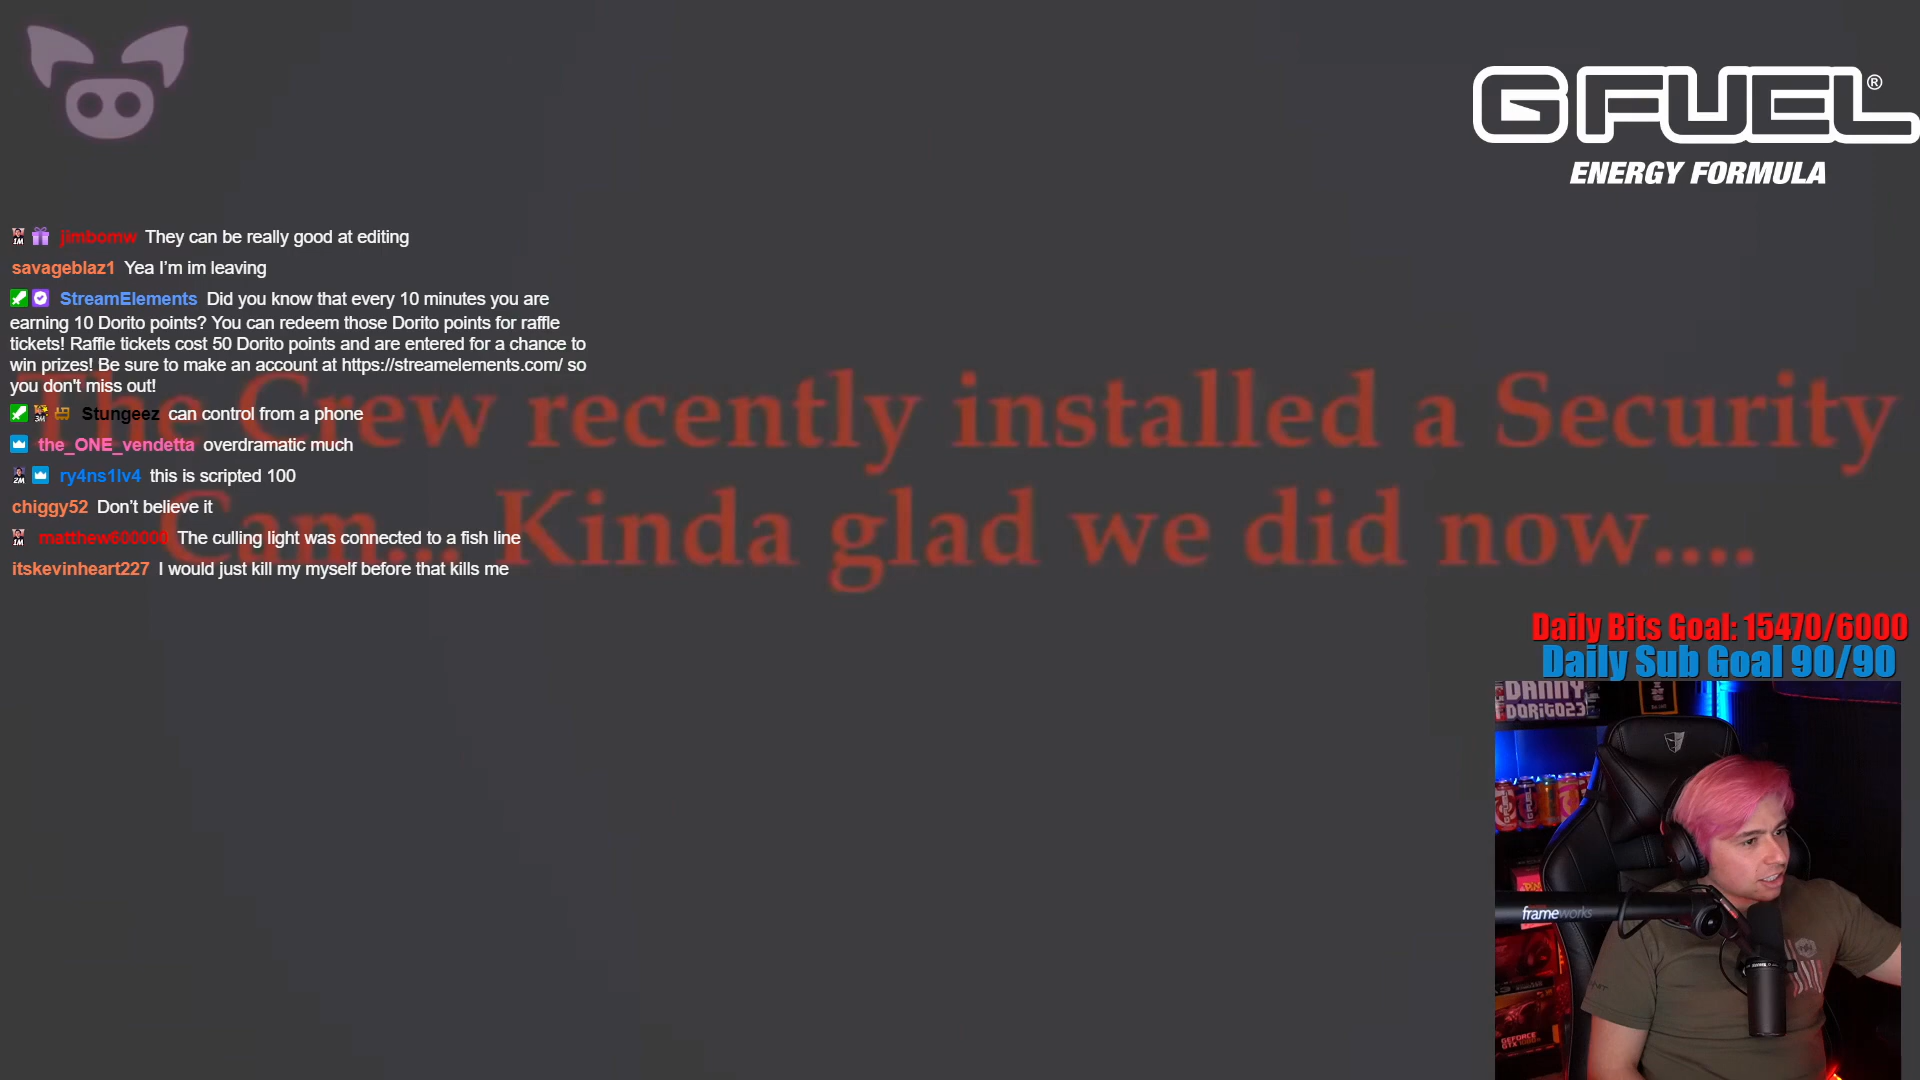 GFUEL®
ENERGY FORMULA
jimbomw They can be really good at editing
savageblaz1 Yea I’m im leaving
StreamElements Did you know that every 10 minutes you are
earning 10 Dorito points? You can redeem those Dorito points for raffle
tickets! Raffle tickets cost 50 Dorito points and are entered for a chance to
win prizes! Be sure to make an account at https://streamelements.com/ so
you don't miss out!
3M Stungeez can control from a phone
the_ONE_vendetta overdramatic much
2M ry4ns1lv4 this is scripted 100
chiggy52 Don’t believe it
1M matthew600000 The culling light was connected to a fish line
itskevinheart227 I would just kill my myself before that kills me
The Crew recently installed a Security
Cam... Kinda glad we did now....
Daily Bits Goal: 15470/6000
Daily Sub Goal 90/90
DANNY
DORITO23
GFUEL
frameworks
GEFORCE